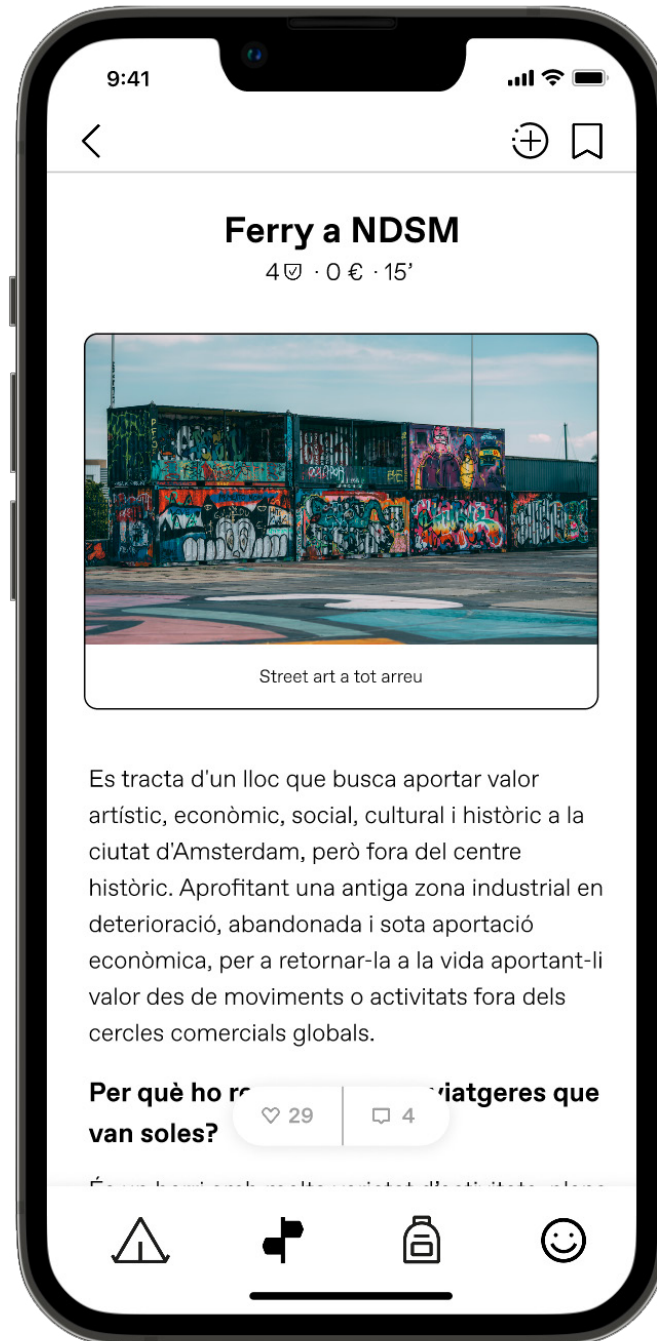 9:41
Ferry a NDSM
4 · 0 € · 15’
Street art a tot arreu
Es tracta d'un lloc que busca aportar valor
artístic, econòmic, social, cultural i històric a la
ciutat d'Amsterdam, però fora del centre
històric. Aprofitant una antiga zona industrial en
deterioració, abandonada i sota aportació
econòmica, per a retornar-la a la vida aportant-li
valor des de moviments o activitats fora dels
cercles comercials globals.
Per què ho viatgeres que
van soles?
29
4